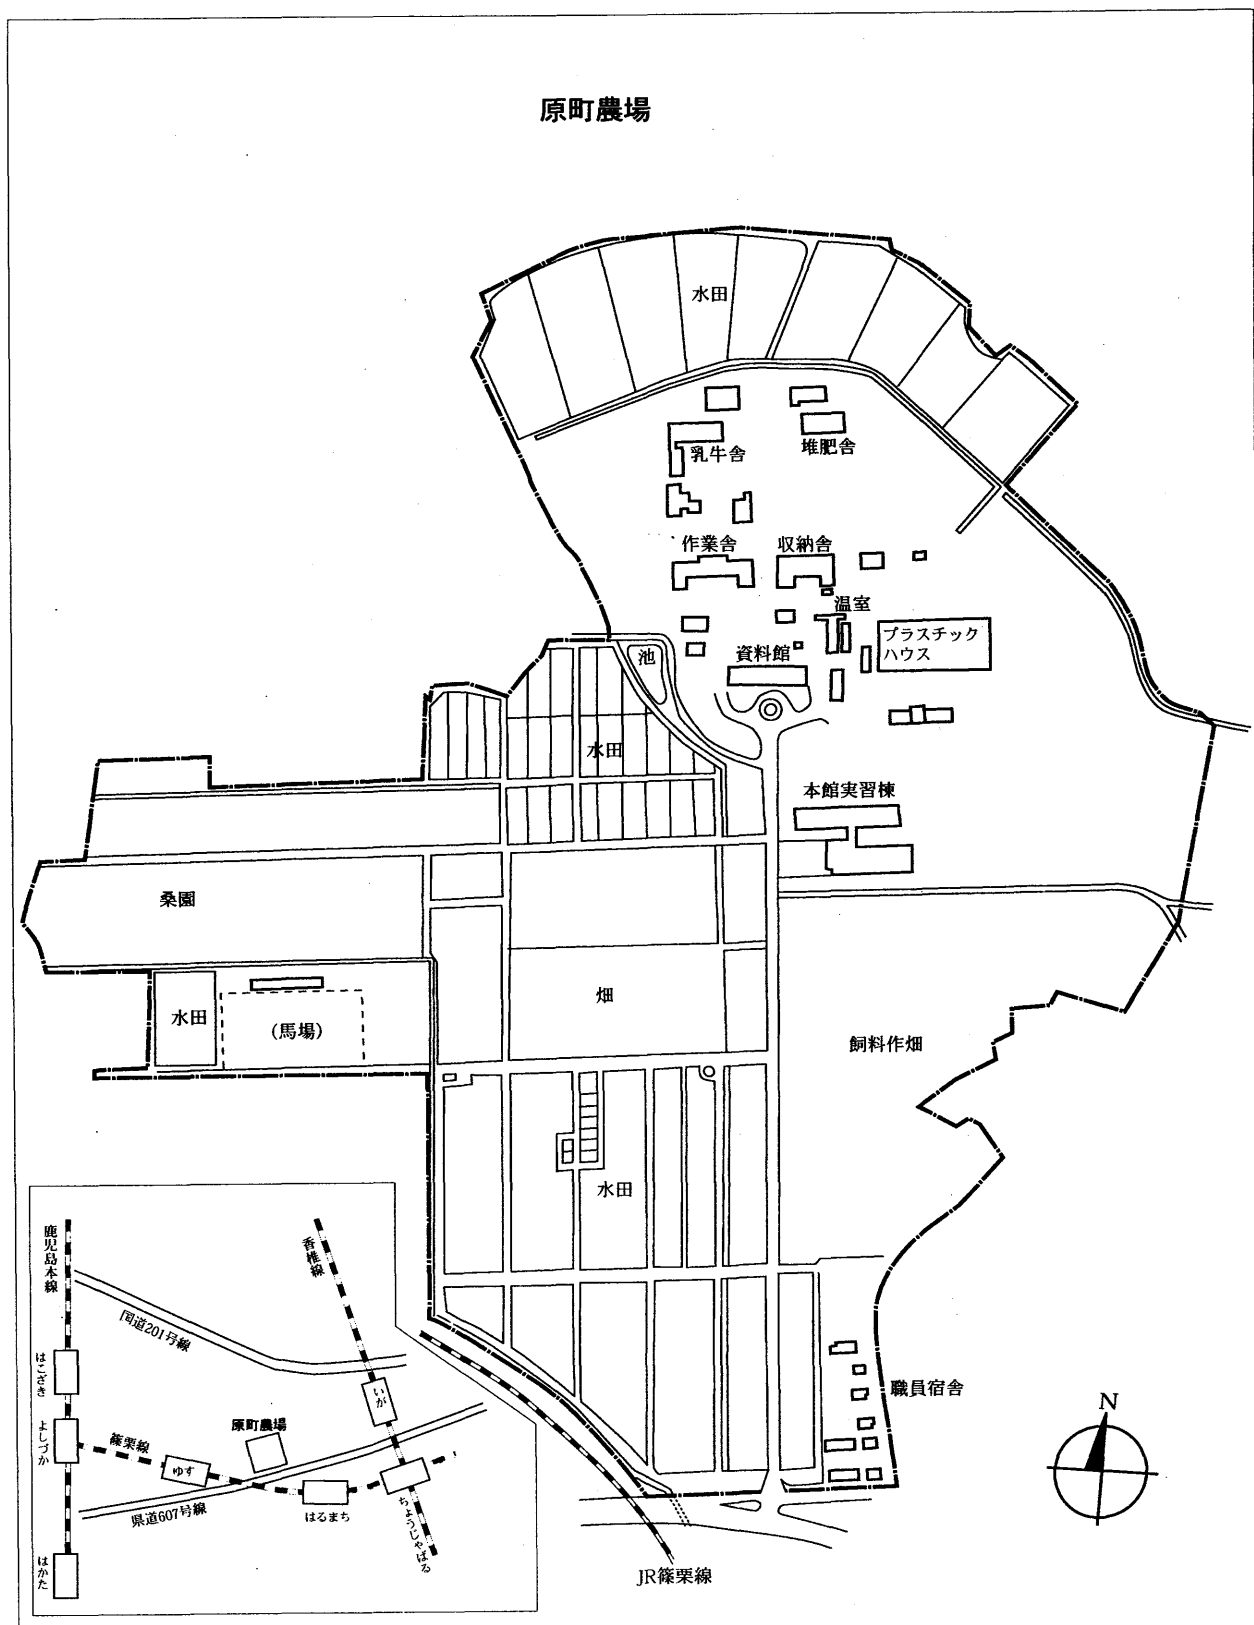 原町農場
水田
乳牛舎
堆肥舎
作業舎
収納舎
温室
プラスチック
ハウス
池
資料館
水田
本館実習棟
桑園
畑
水田
(馬場)
飼料作畑
水田
職員宿舎
N
JR篠栗線
鹿児島本線
香椎線
国道201号線
はこざき
いが
よしづか
篠栗線
原町農場
ゆす
はるまち
県道607号線
ちょうじゃばる
はかた